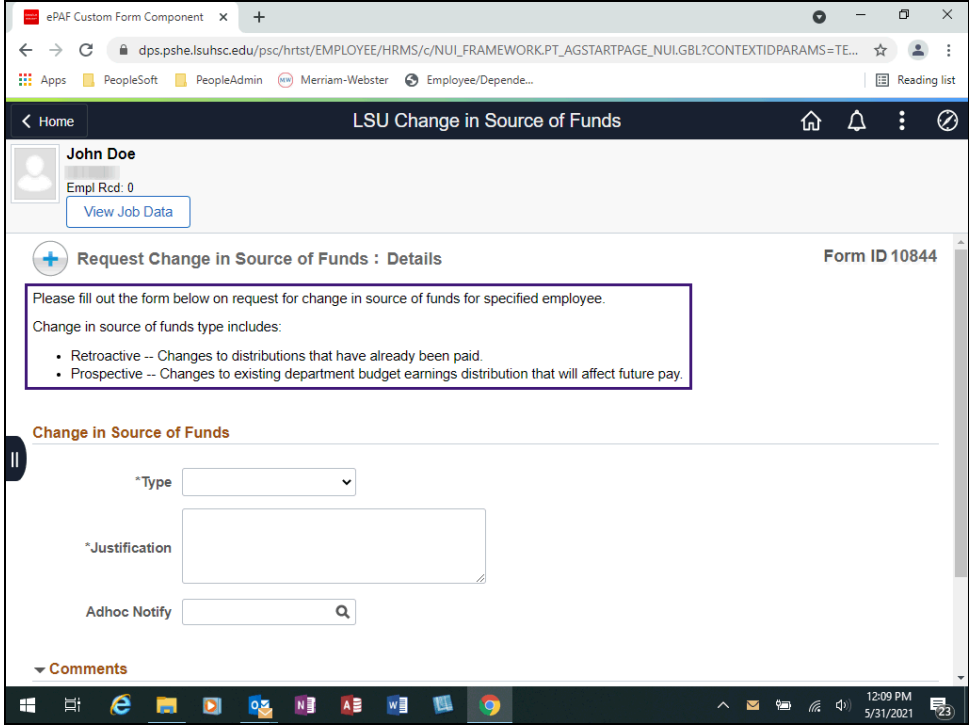 ePAF Custom Form Component
dps.pshe.lsuhsc.edu/psc/hrtst/EMPLOYEE/HRMS/c/NUI_FRAMEWORK.PT_AGSTARTPAGE_NUI.GBL?CONTEXTIDPARAMS=TE...
Apps PeopleSoft PeopleAdmin Merriam-Webster Employee/Depende... Reading list
Home LSU Change in Source of Funds
John Doe
Empl Rcd: 0
View Job Data
Request Change in Source of Funds : Details Form ID 10844
Please fill out the form below on request for change in source of funds for specified employee.
Change in source of funds type includes:
• Retroactive -- Changes to distributions that have already been paid.
• Prospective -- Changes to existing department budget earnings distribution that will affect future pay.
Change in Source of Funds
*Type
*Justification
Adhoc Notify
Comments
12:09 PM
5/31/2021
23